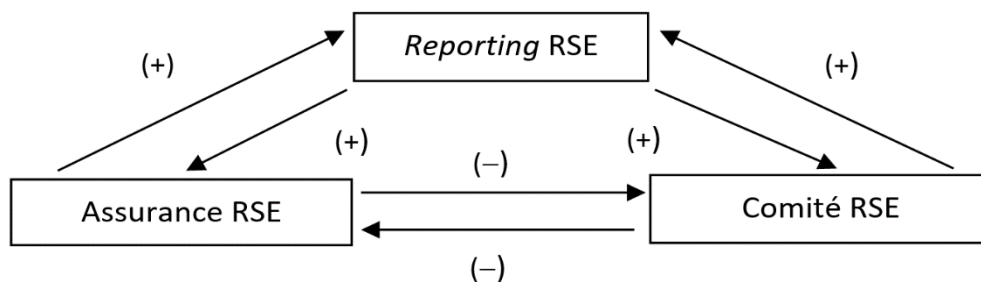 Reporting RSE
(+)
(+)
(+)
(+)
(−)
Assurance RSE
Comité RSE
(−)